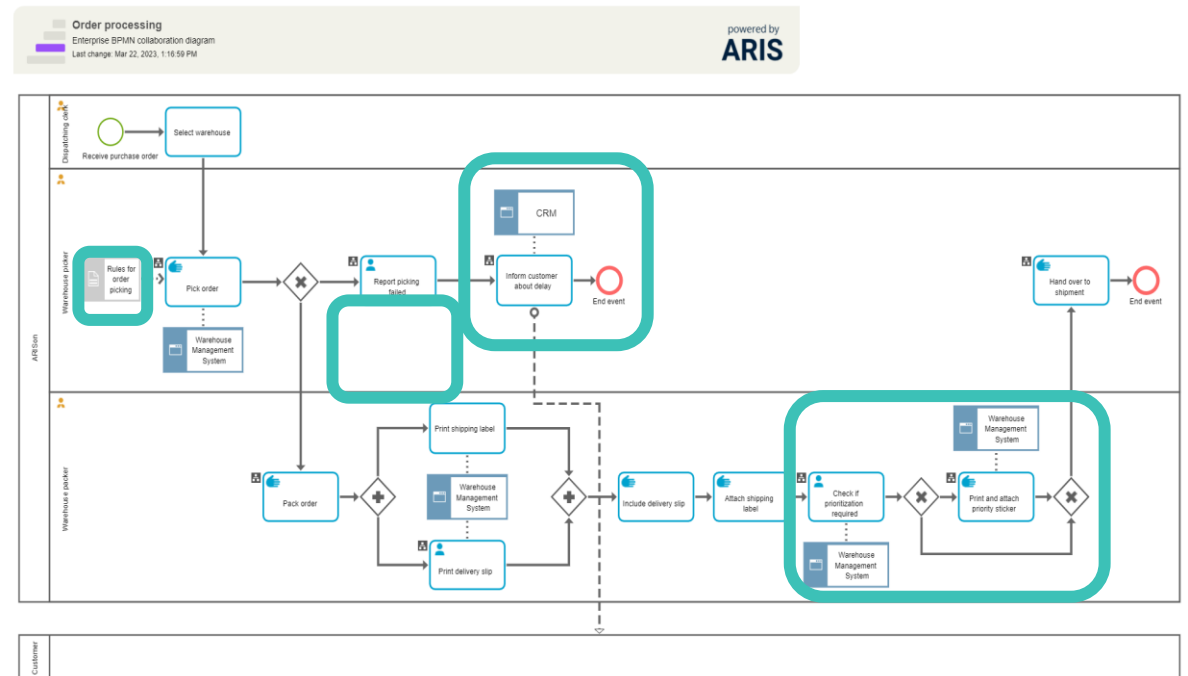 Order processing
Enterprise BPMN collaboration diagram
Last change: Mar 22, 2023, 1:16:59 PM
powered by
ARIS
ARISen
Dispatching clerk
Receive purchase order
Select warehouse
Warehouse picker
Rules for
order
picking
Pick order
Warehouse
Management
System
Report picking
failed
CRM
Inform customer
about delay
End event
Hand over to
shipment
End event
Warehouse packer
Pack order
Print shipping label
Warehouse
Management
System
Print delivery slip
Include delivery slip
Attach shipping
label
Check if
prioritization
required
Warehouse
Management
System
Print and attach
priority sticker
Warehouse
Management
System
Customer